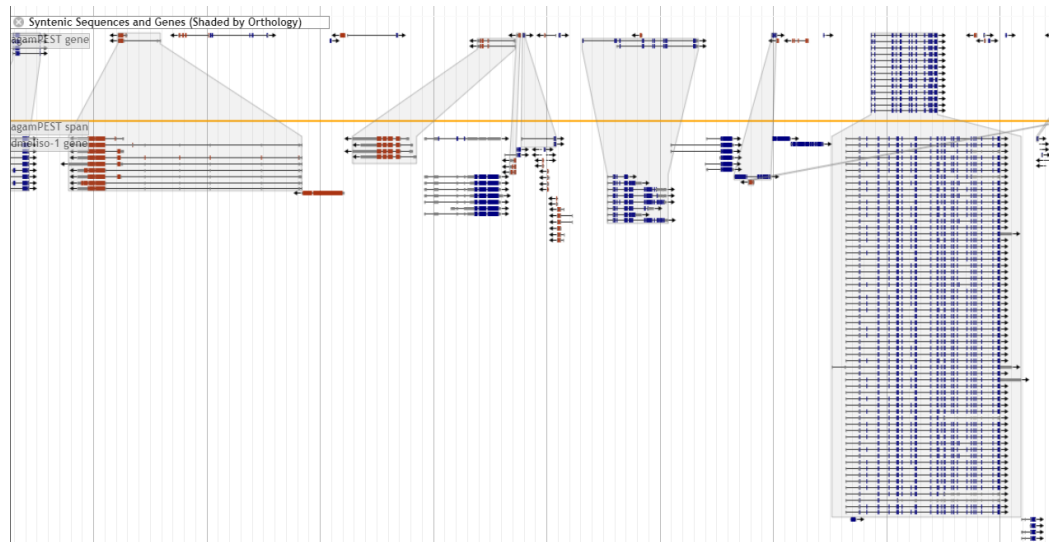 Syntenic Sequences and Genes (Shaded by Orthology)
agamPEST gene
agamPEST span
dmeliso-1 gene